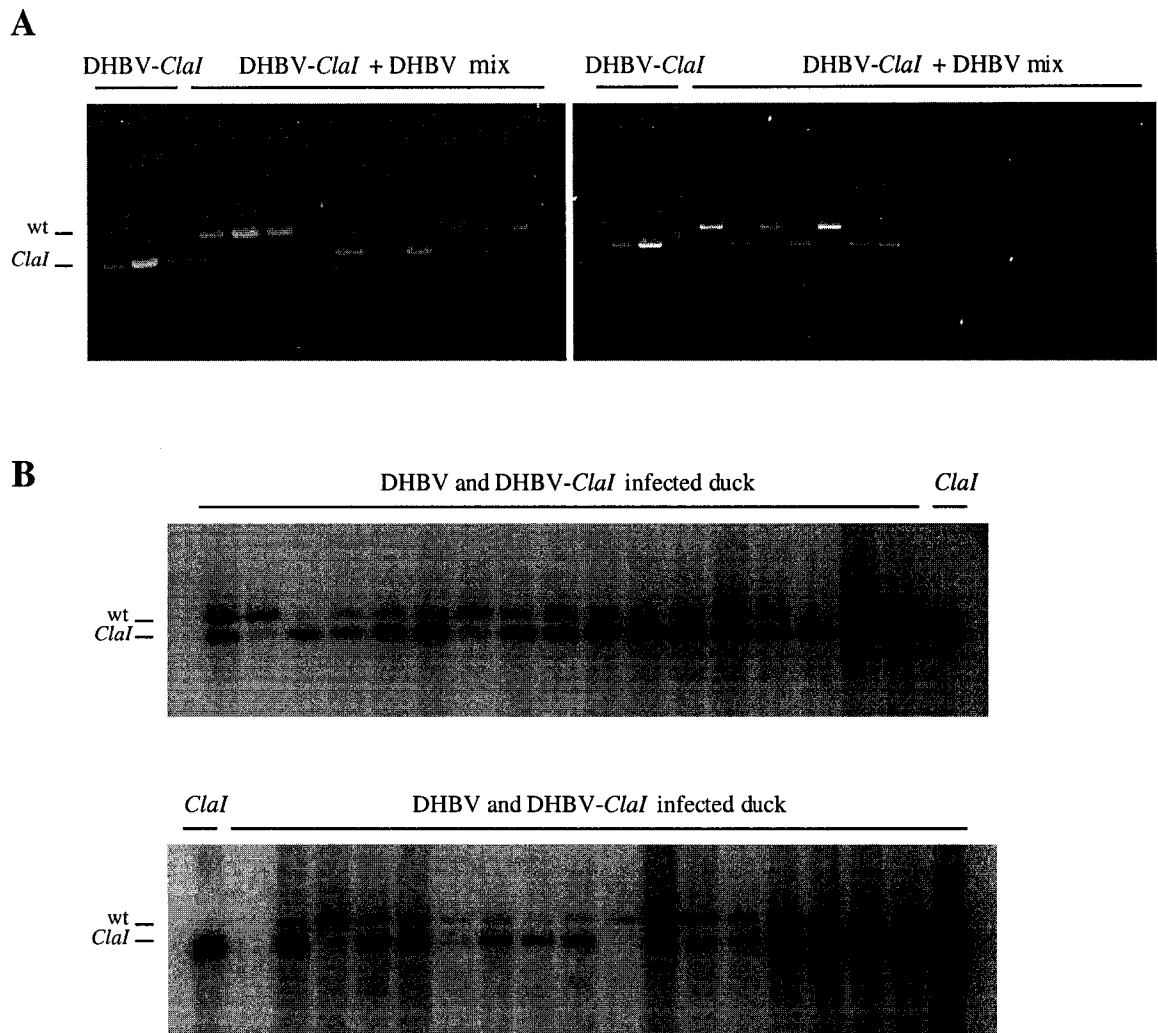 A
DHBV-ClaI DHBV-ClaI + DHBV mix DHBV-ClaI DHBV-ClaI + DHBV mix
wt
ClaI
B
DHBV and DHBV-ClaI infected duck ClaI
wt
ClaI
ClaI DHBV and DHBV-ClaI infected duck
wt
ClaI